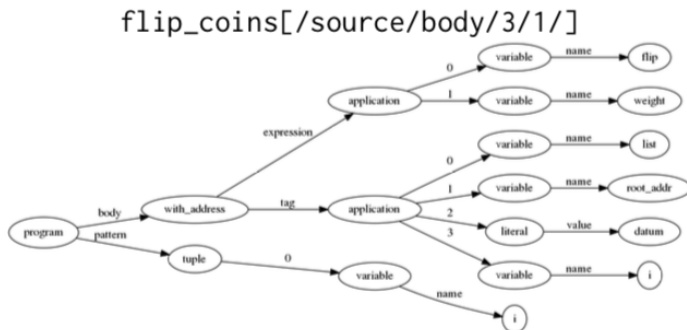 flip_coins[/source/body/3/1/]
0 variable name flip
application
1 variable name weight
expression
0 variable name list
body with_address tag application
1 variable name root_addr
program
2 literal value datum
pattern
3 variable name i
tuple 0 variable
name i